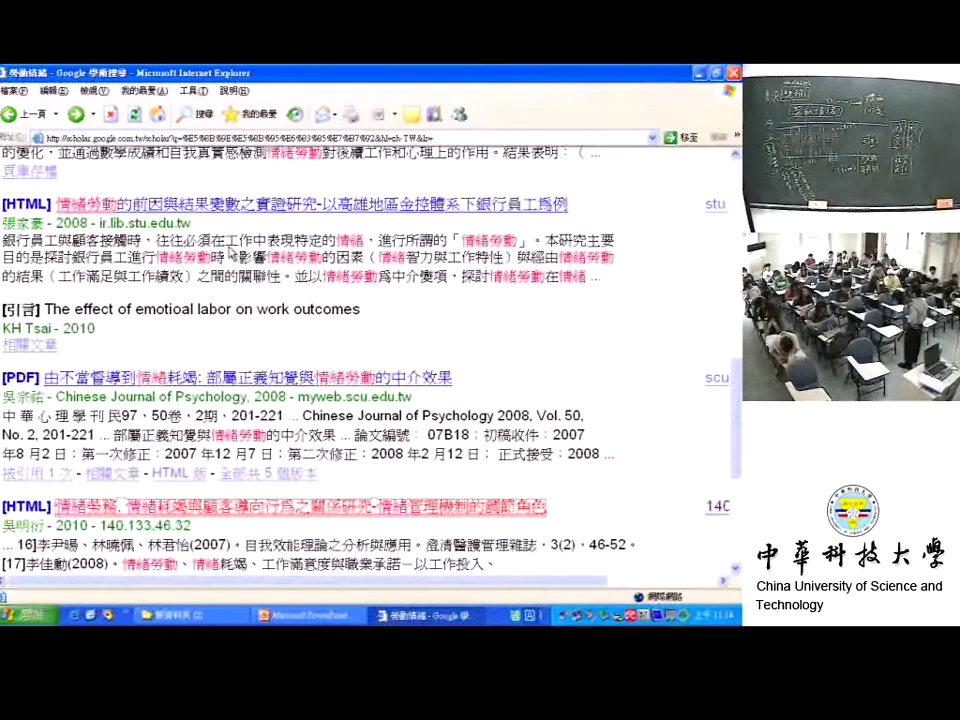 勞動情緒 - Google 學術搜尋 - Microsoft Internet Explorer
檔案(F) 編輯(E) 檢視(V) 我的最愛(A) 工具(T) 說明(H)
上一頁 搜尋 我的最愛
移至
的變化，並通過數學成績和自我真實感檢測情緒勞動對後續工作和心理上的作用。結果表明：（ ...
頁庫存檔
[HTML] 情緒勞動的前因與結果變數之實證研究-以高雄地區金控體系下銀行員工為例 stu
張家豪 - 2008 - ir.lib.stu.edu.tw
銀行員工與顧客接觸時，往往必須在工作中表現特定的情緒，進行所謂的「情緒勞動」。本研究主要
目的是探討銀行員工進行情緒勞動時，影響情緒勞動的因素（情緒智力與工作特性）與經由情緒勞動
的結果（工作滿足與工作績效）之間的關聯性。並以情緒勞動為中介變項，探討情緒勞動在情緒 ...
[引言] The effect of emotioal labor on work outcomes
KH Tsai - 2010
相關文章
[PDF] 由不當督導到情緒耗竭: 部屬正義知覺與情緒勞動的中介效果 scu
吳宗祐 - Chinese Journal of Psychology, 2008 - myweb.scu.edu.tw
中 華 心 理 學 刊 民97，50卷，2期，201-221 ... Chinese Journal of Psychology 2008, Vol. 50,
No. 2, 201-221 ... 部屬正義知覺與情緒勞動的中介效果 ... 論文編號： 07B18；初稿收件：2007
年8 月2 日；第一次修正：2007 年12 月7 日；第二次修正：2008 年2 月12 日； 正式接受：2008 ...
被引用 1 次 - 相關文章 - HTML 版 - 全部共 5 個版本
[HTML] 情緒勞務, 情緒耗竭與顧客導向行為之關係研究-情緒管理機制的調節角色 140
吳明衍 - 2010 - 140.133.46.32
... 16]李尹暘、林曉佩、林君怡(2007)。自我效能理論之分析與應用。澄清醫護管理雜誌，3(2)，46-52。
[17]李佳勳(2008)。情緒勞動、情緒耗竭、工作滿意度與職業承諾－以工作投入、
網際網路
開始 Microsoft PowerPoint 勞動情緒 - Google 學... 上午 11:14
中華科技大學
China University of Science and
Technology